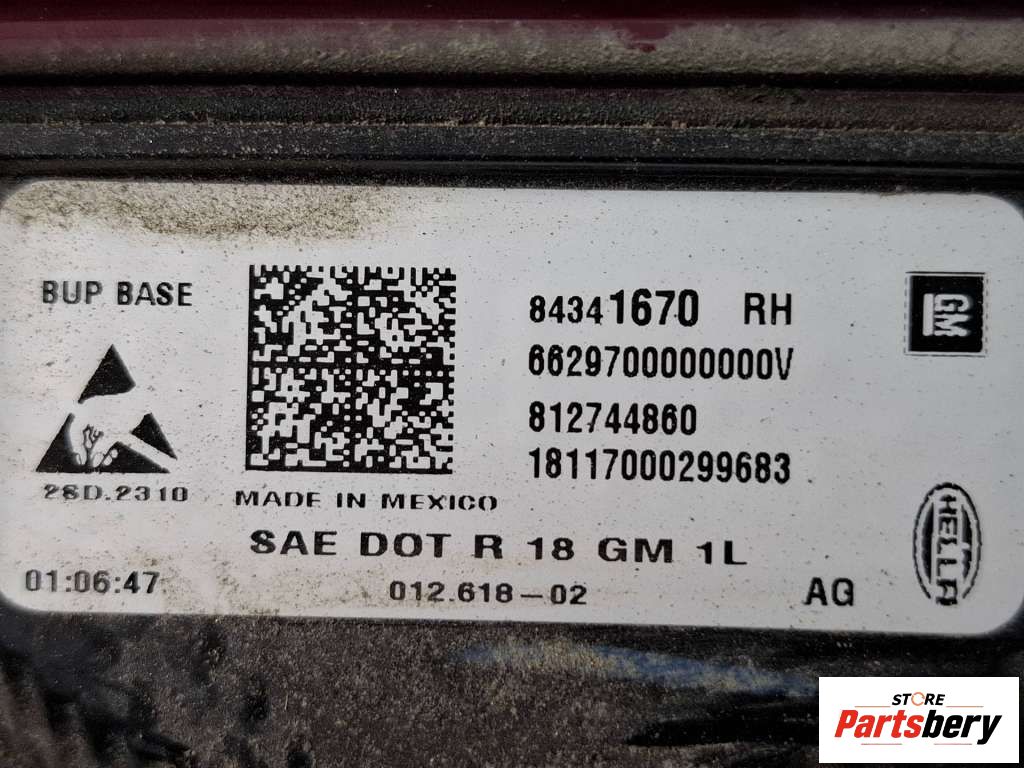 BUP BASE
84341670 RH
GM
6629700000000V
812744860
18117000299683
28D.2310
MADE IN MEXICO
HELLA
SAE DOT R 18 GM 1L
01:06:47
012.618-02
AG
STORE
Partsbery